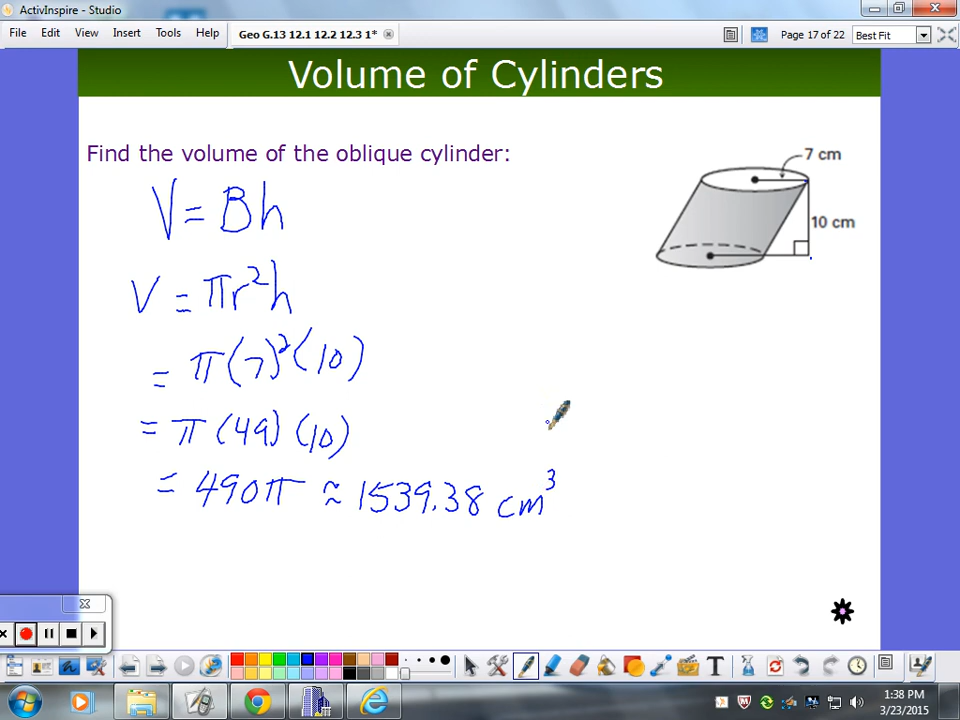 ActivInspire - Studio
File Edit View Insert Tools Help Geo G.13 12.1 12.2 12.3 1* Page 17 of 22 Best Fit
Volume of Cylinders
Find the volume of the oblique cylinder:
7 cm
10 cm
V = Bh
V = πr²h
= π(7)²(10)
= π(49)(10)
= 490π ≈ 1539.38 cm³
1:38 PM
3/23/2015